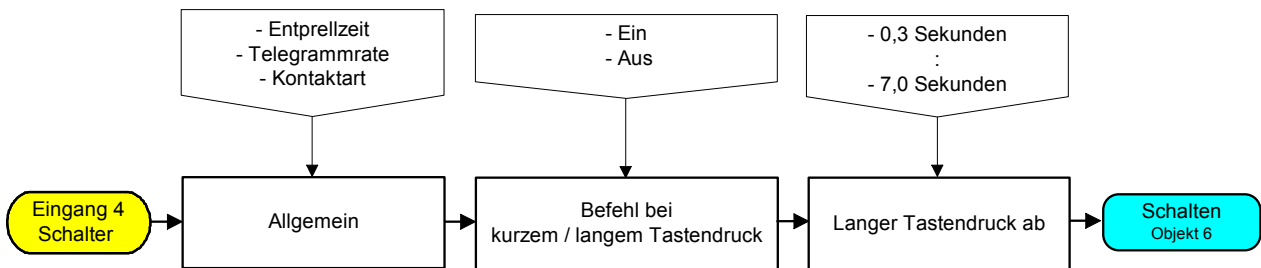 - Entprellzeit
- Telegrammrate
- Kontaktart
- Ein
- Aus
- 0,3 Sekunden
:
- 7,0 Sekunden
Eingang 4
Schalter
Allgemein
Befehl bei
kurzem / langem Tastendruck
Langer Tastendruck ab
Schalten
Objekt 6